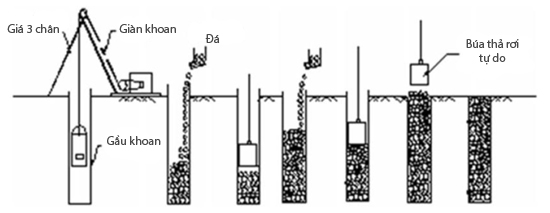 Giá 3 chân
Giàn khoan
Đá
Búa thả rơi
tự do
Gầu khoan